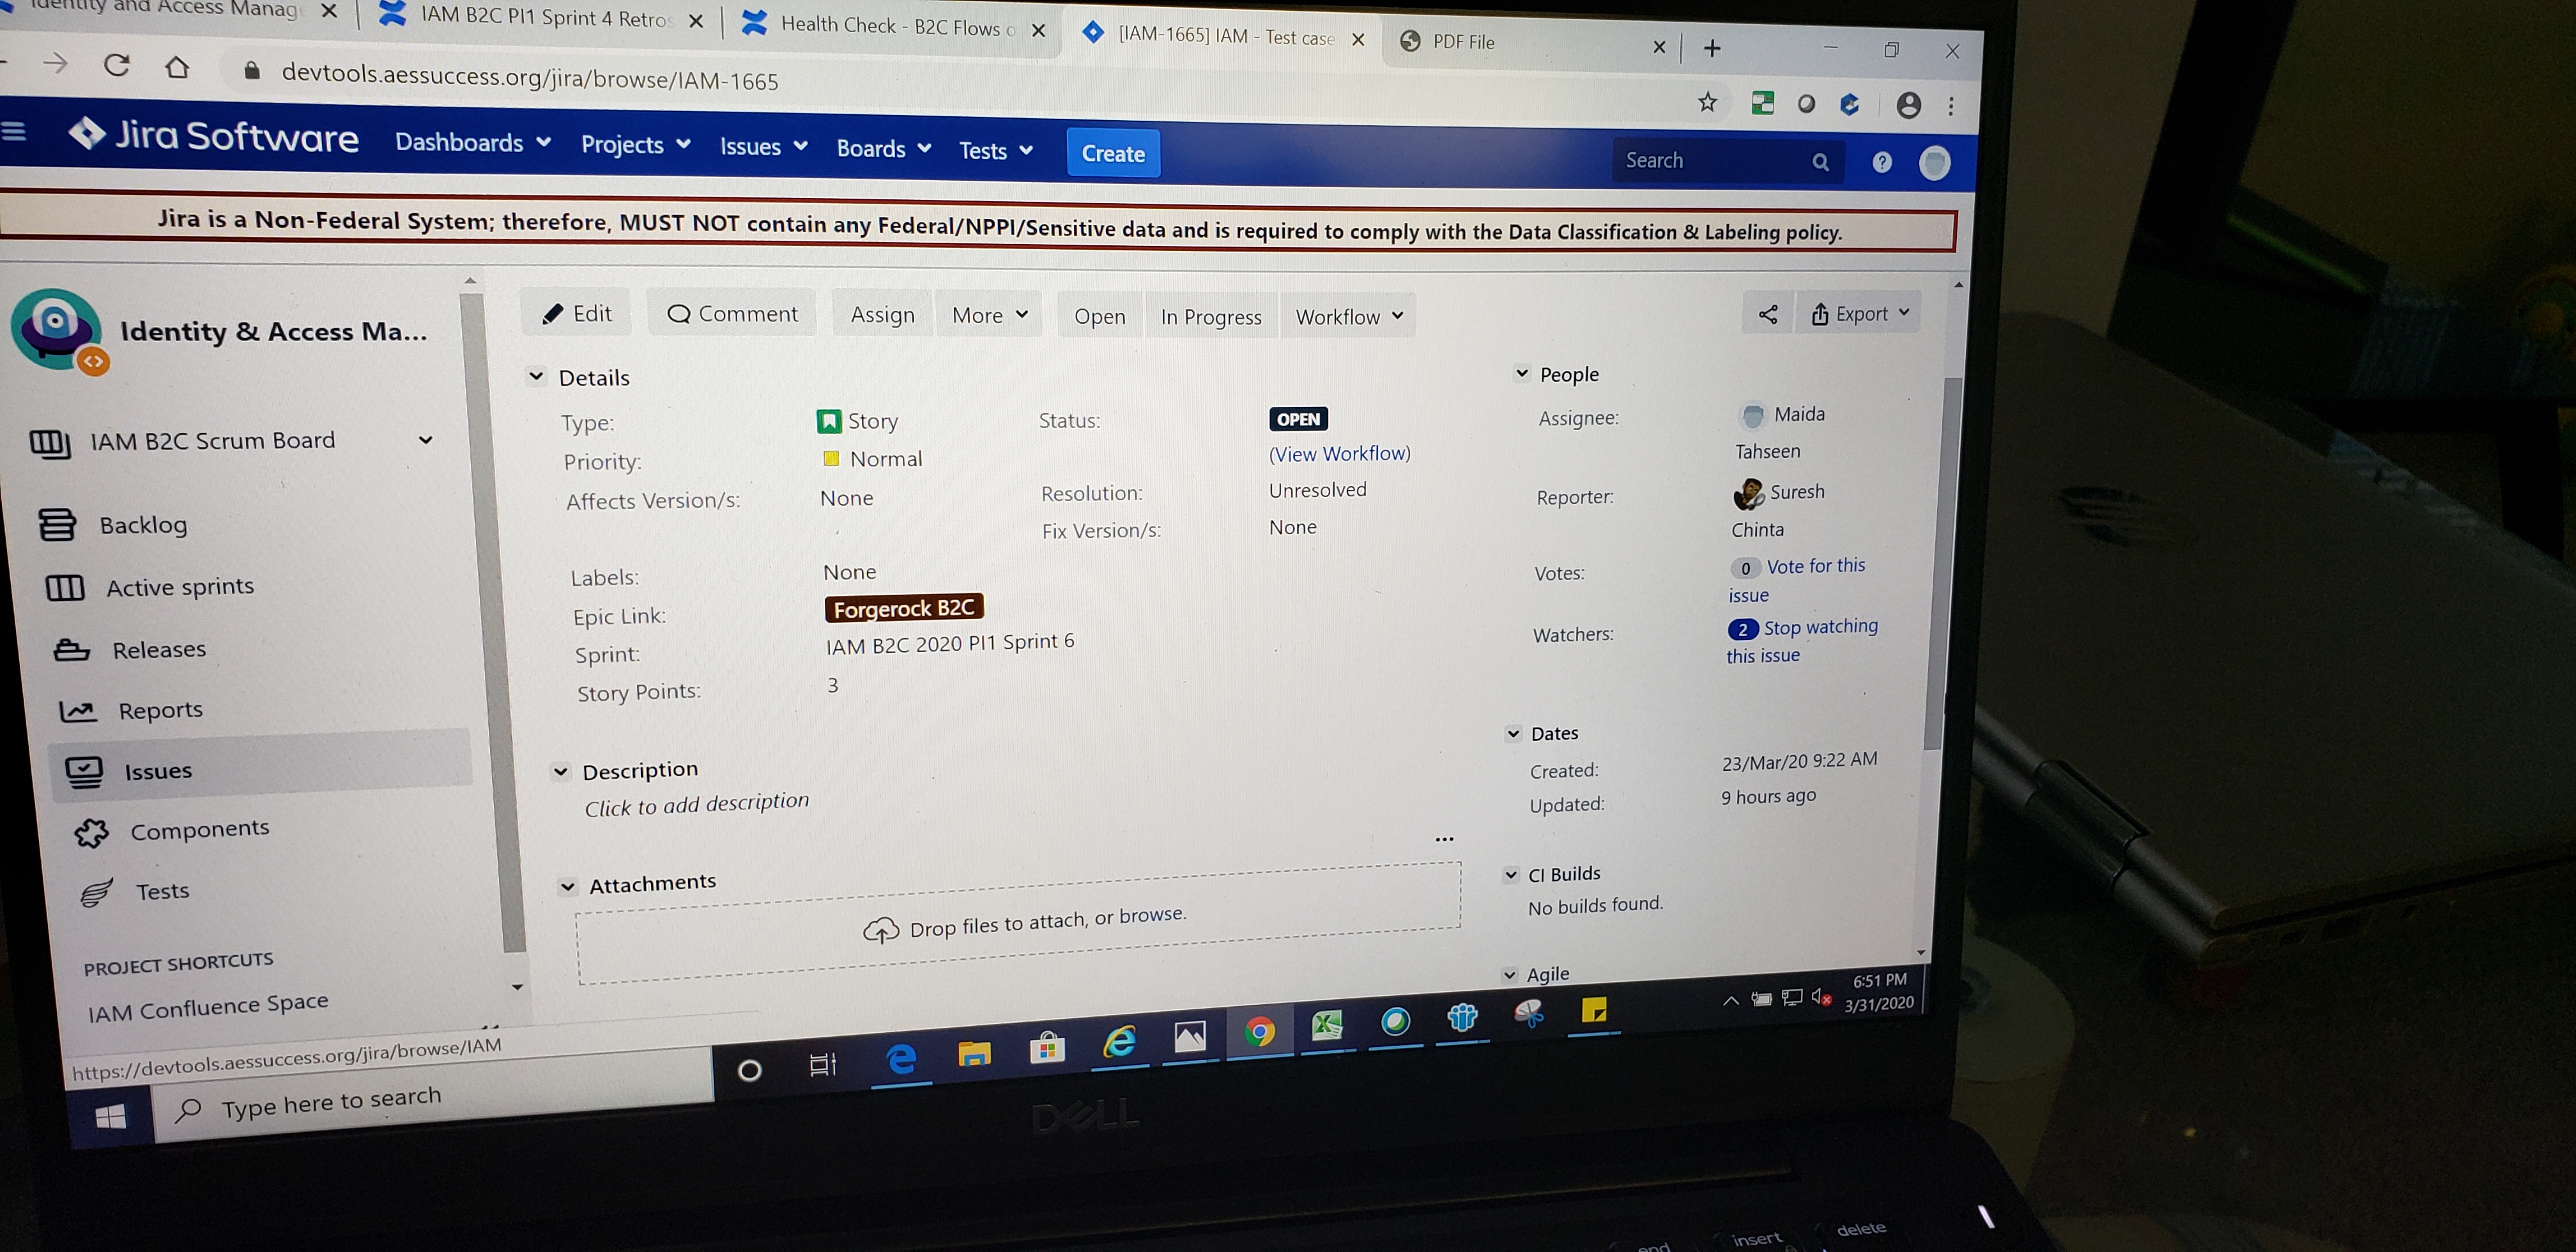 Identity and Access Manag
IAM B2C PI1 Sprint 4 Retros
Health Check - B2C Flows o
[IAM-1665] IAM - Test case
PDF File
devtools.aessuccess.org/jira/browse/IAM-1665
Jira Software
Dashboards
Projects
Issues
Boards
Tests
Create
Search
Jira is a Non-Federal System; therefore, MUST NOT contain any Federal/NPPI/Sensitive data and is required to comply with the Data Classification & Labeling policy.
Identity & Access Ma...
IAM B2C Scrum Board
Backlog
Active sprints
Releases
Reports
Issues
Components
Tests
PROJECT SHORTCUTS
IAM Confluence Space
https://devtools.aessuccess.org/jira/browse/IAM
Edit
Comment
Assign
More
Open
In Progress
Workflow
Export
Details
Type: Story
Priority: Normal
Affects Version/s: None
Status: OPEN
(View Workflow)
Resolution: Unresolved
Fix Version/s: None
Labels: None
Epic Link: Forgerock B2C
Sprint: IAM B2C 2020 PI1 Sprint 6
Story Points: 3
Description
Click to add description
Attachments
Drop files to attach, or browse.
People
Assignee: Maida
Tahseen
Reporter: Suresh
Chinta
Votes: 0 Vote for this
issue
Watchers: 2 Stop watching
this issue
Dates
Created: 23/Mar/20 9:22 AM
Updated: 9 hours ago
CI Builds
No builds found.
Agile
Type here to search
6:51 PM
3/31/2020
DELL
end
insert
delete